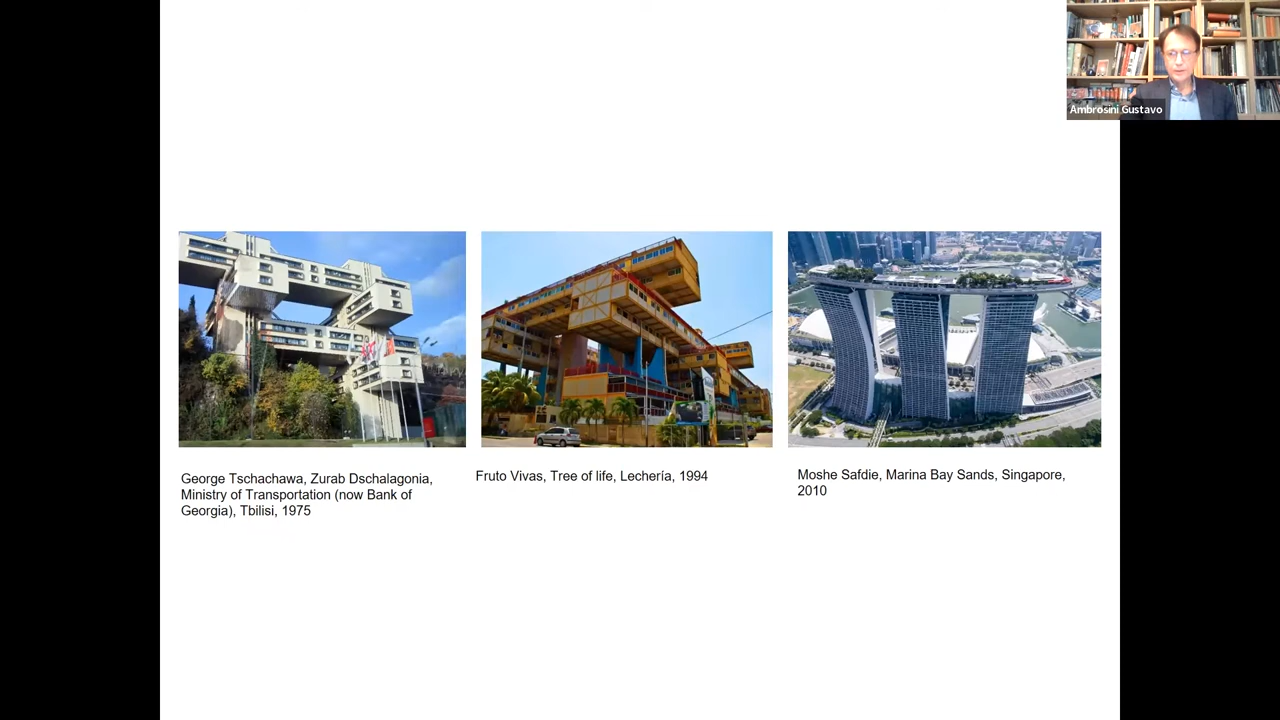 Ambrosini Gustavo
George Tschachawa, Zurab Dschalagonia,
Ministry of Transportation (now Bank of
Georgia), Tbilisi, 1975
Fruto Vivas, Tree of life, Lechería, 1994
Moshe Safdie, Marina Bay Sands, Singapore,
2010